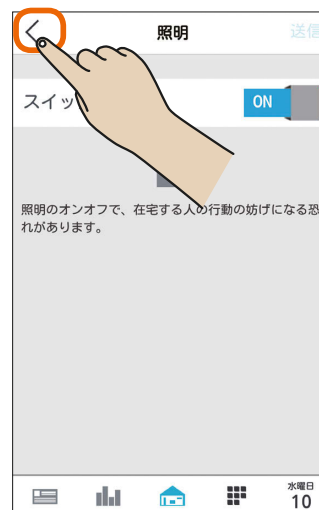 照明
送信
スイッ
ON
照明のオンオフで、在宅する人の行動の妨げになる恐
れがあります。
水曜日
10